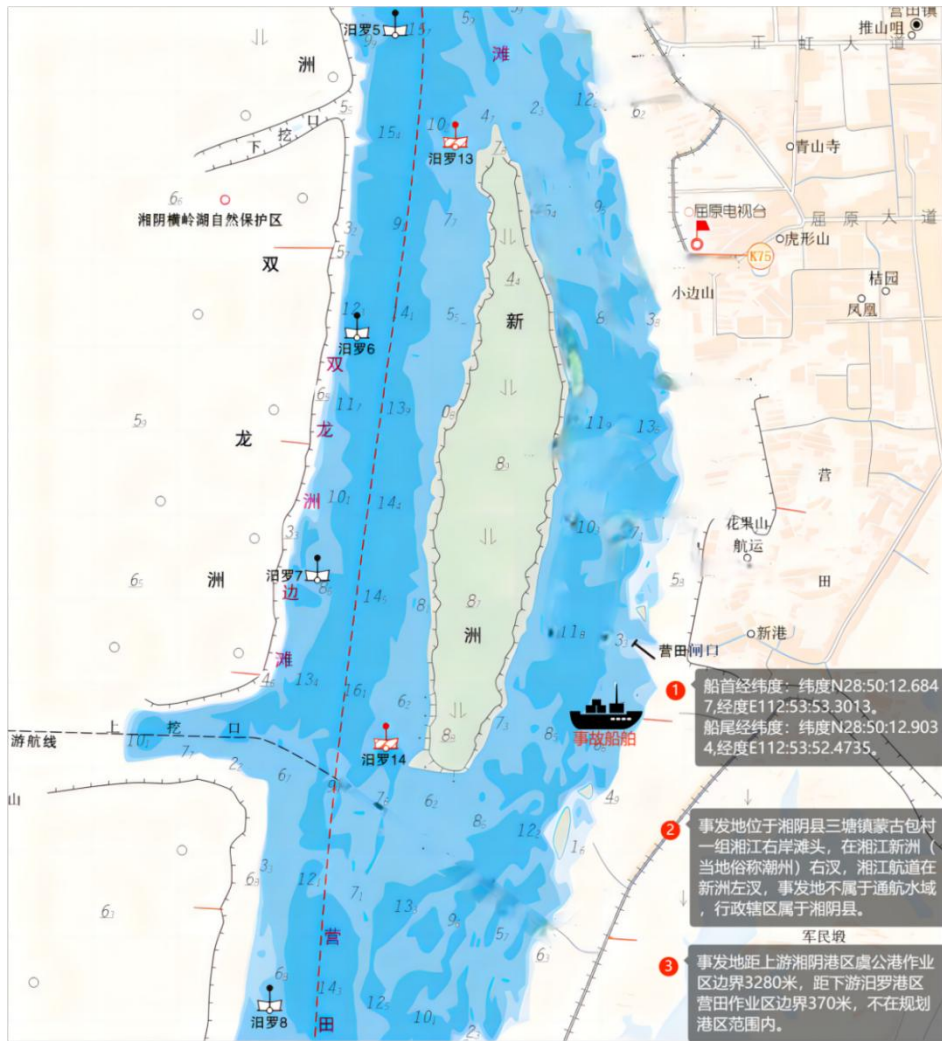 营田镇
汨罗5
推山咀
滩
正虹大道
洲
下挖口
汨罗13
青山寺
湘阴横岭湖自然保护区
屈原电视台
屈原大道
虎形山
双
K75
桔园
小边山
凤凰
新
汨罗6
双
龙
龙
营
洲
花果山
航运
洲
汨罗7
边
田
洲
新港
营田闸口
滩
1
船首经纬度：纬度N28:50:12.684
7,经度E112:53:53.3013。
船尾经纬度：纬度N28:50:12.903
4,经度E112:53:52.4735。
上挖口
游航线
事故船舶
汨罗14
山
2
事发地位于湘阴县三塘镇蒙古包村
一组湘江右岸滩头，在湘江新洲（
当地俗称潮州）右汊，湘江航道在
新洲左汊，事发地不属于通航水域
，行政辖区属于湘阴县。
军民塅
营
3
事发地距上游湘阴港区虞公港作业
区边界3280米，距下游汨罗港区
营田作业区边界370米，不在规划
港区范围内。
汨罗8
田